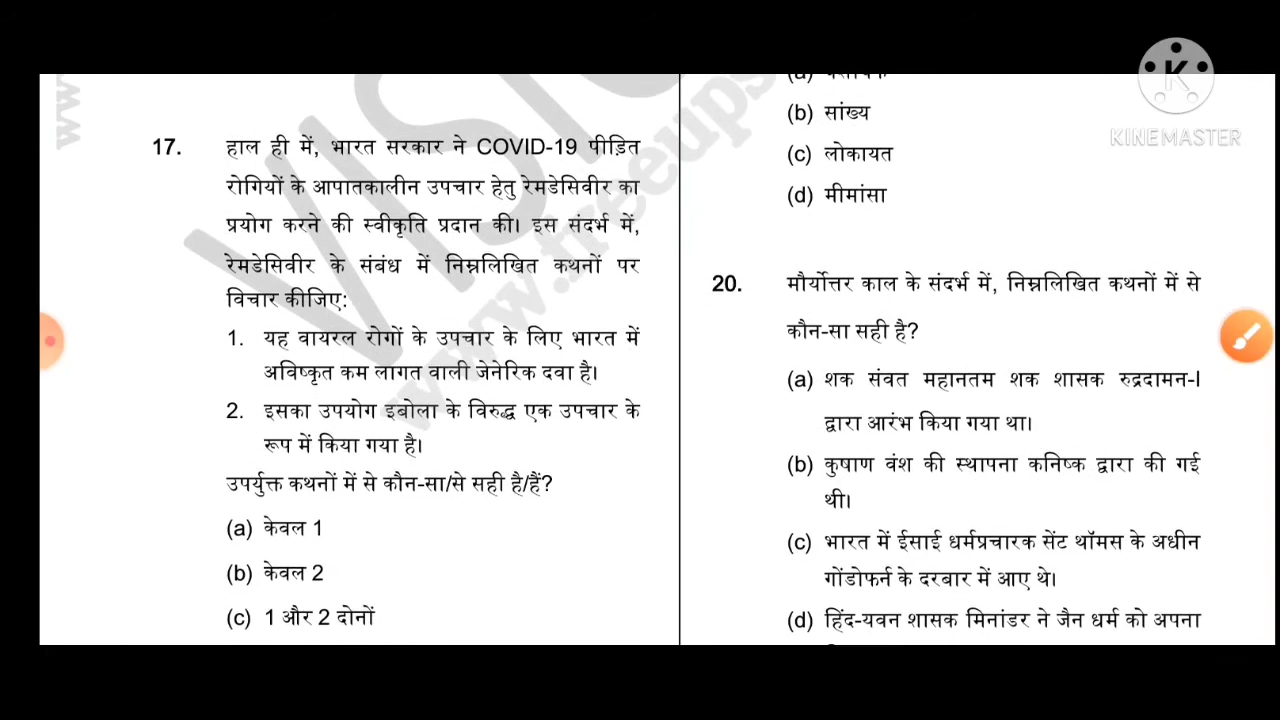 17. हाल ही में, भारत सरकार ने COVID-19 पीड़ित
रोगियों के आपातकालीन उपचार हेतु रेमडेसिवीर का
प्रयोग करने की स्वीकृति प्रदान की। इस संदर्भ में,
रेमडेसिवीर के संबंध में निम्नलिखित कथनों पर
विचार कीजिए:
1. यह वायरल रोगों के उपचार के लिए भारत में
अविष्कृत कम लागत वाली जेनेरिक दवा है।
2. इसका उपयोग इबोला के विरुद्ध एक उपचार के
रूप में किया गया है।
उपर्युक्त कथनों में से कौन-सा/से सही है/हैं?
(a) केवल 1
(b) केवल 2
(c) 1 और 2 दोनों
(b) सांख्य
(c) लोकायत
(d) मीमांसा
20. मौर्योत्तर काल के संदर्भ में, निम्नलिखित कथनों में से
कौन-सा सही है?
(a) शक संवत महानतम शक शासक रुद्रदामन-I
द्वारा आरंभ किया गया था।
(b) कुषाण वंश की स्थापना कनिष्क द्वारा की गई
थी।
(c) भारत में ईसाई धर्मप्रचारक सेंट थॉमस के अधीन
गोंडोफर्न के दरबार में आए थे।
(d) हिंद-यवन शासक मिनांडर ने जैन धर्म को अपना
K
KINEMASTER
VISI
www.freeups
www